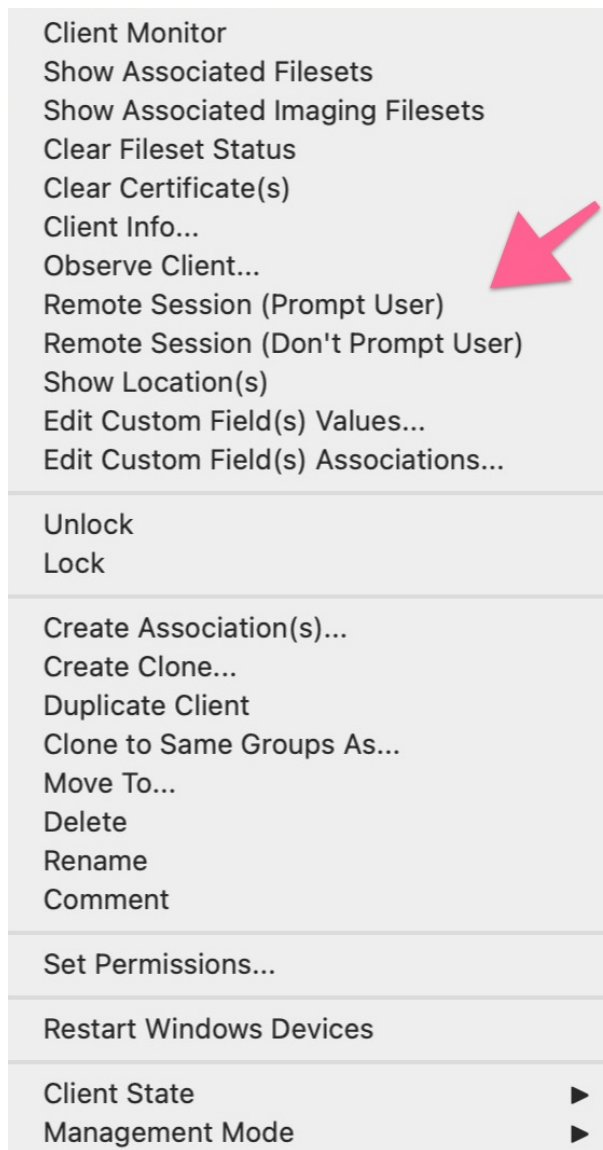 Client Monitor
Show Associated Filesets
Show Associated Imaging Filesets
Clear Fileset Status
Clear Certificate(s)
Client Info...
Observe Client...
Remote Session (Prompt User)
Remote Session (Don't Prompt User)
Show Location(s)
Edit Custom Field(s) Values...
Edit Custom Field(s) Associations...
Unlock
Lock
Create Association(s)...
Create Clone...
Duplicate Client
Clone to Same Groups As...
Move To...
Delete
Rename
Comment
Set Permissions...
Restart Windows Devices
Client State
Management Mode